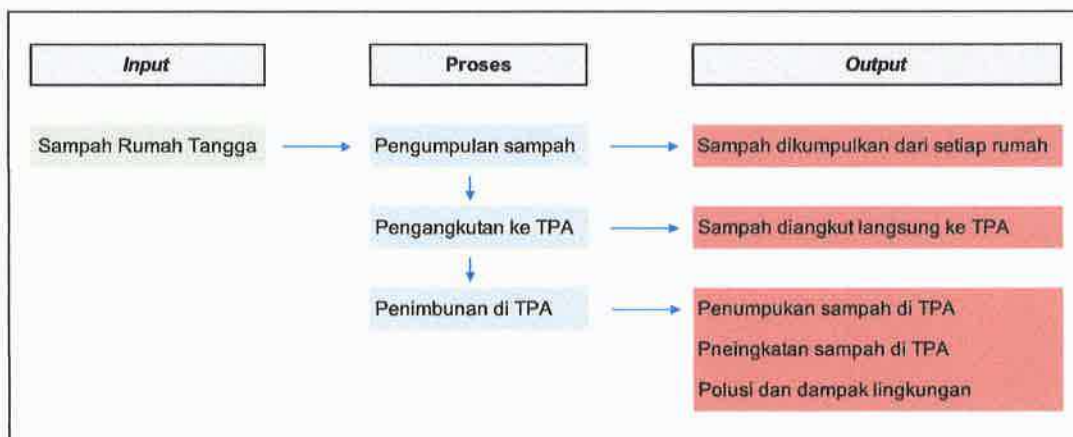 Input
Proses
Output
Sampah Rumah Tangga
Pengumpulan sampah
Sampah dikumpulkan dari setiap rumah
Pengangkutan ke TPA
Sampah diangkut langsung ke TPA
Penimbunan di TPA
Penumpukan sampah di TPA
Pneingkatan sampah di TPA
Polusi dan dampak lingkungan